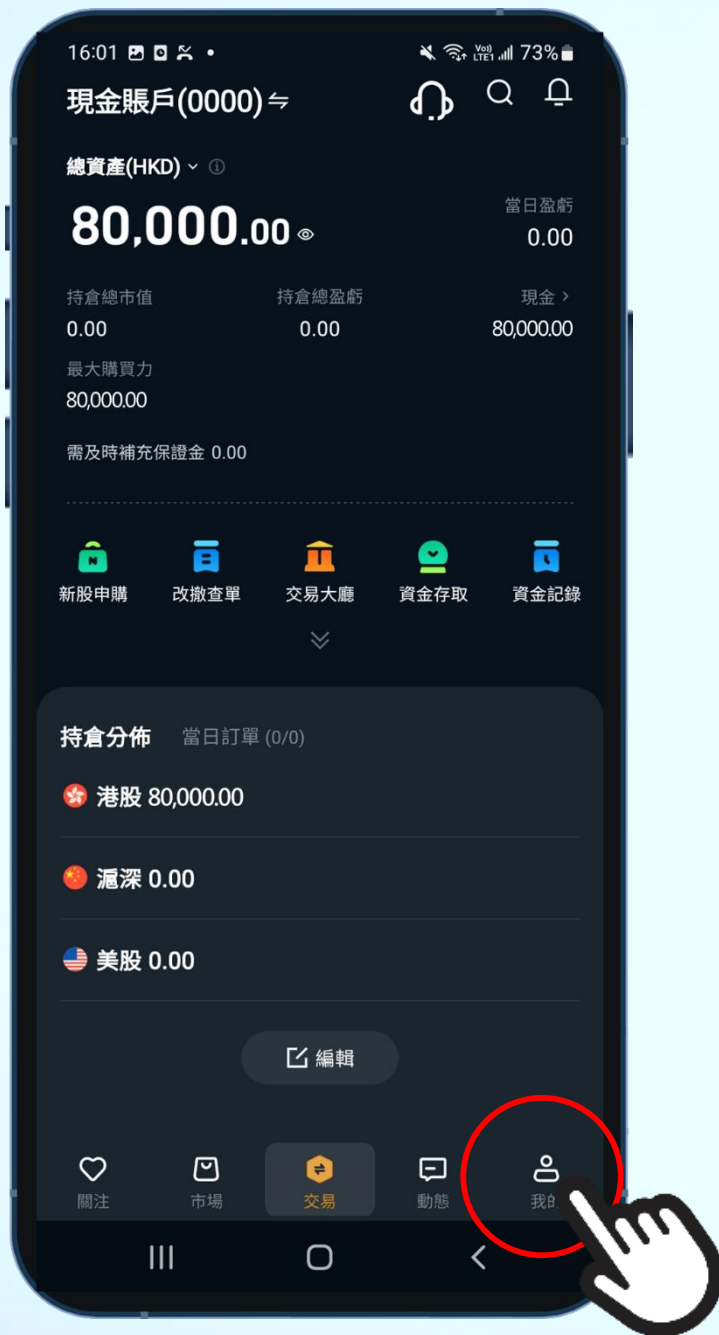 16:01
Vo)) LTE1 73%
現金賬戶(0000)
總資產(HKD)
80,000.00
當日盈虧
0.00
持倉總市值 持倉總盈虧 現金 >
0.00 0.00 80,000.00
最大購買力
80,000.00
需及時補充保證金 0.00
新股申購 改撤查單 交易大廳 資金存取 資金記錄
持倉分佈 當日訂單 (0/0)
港股 80,000.00
滬深 0.00
美股 0.00
編輯
關注 市場 交易 動態 我的